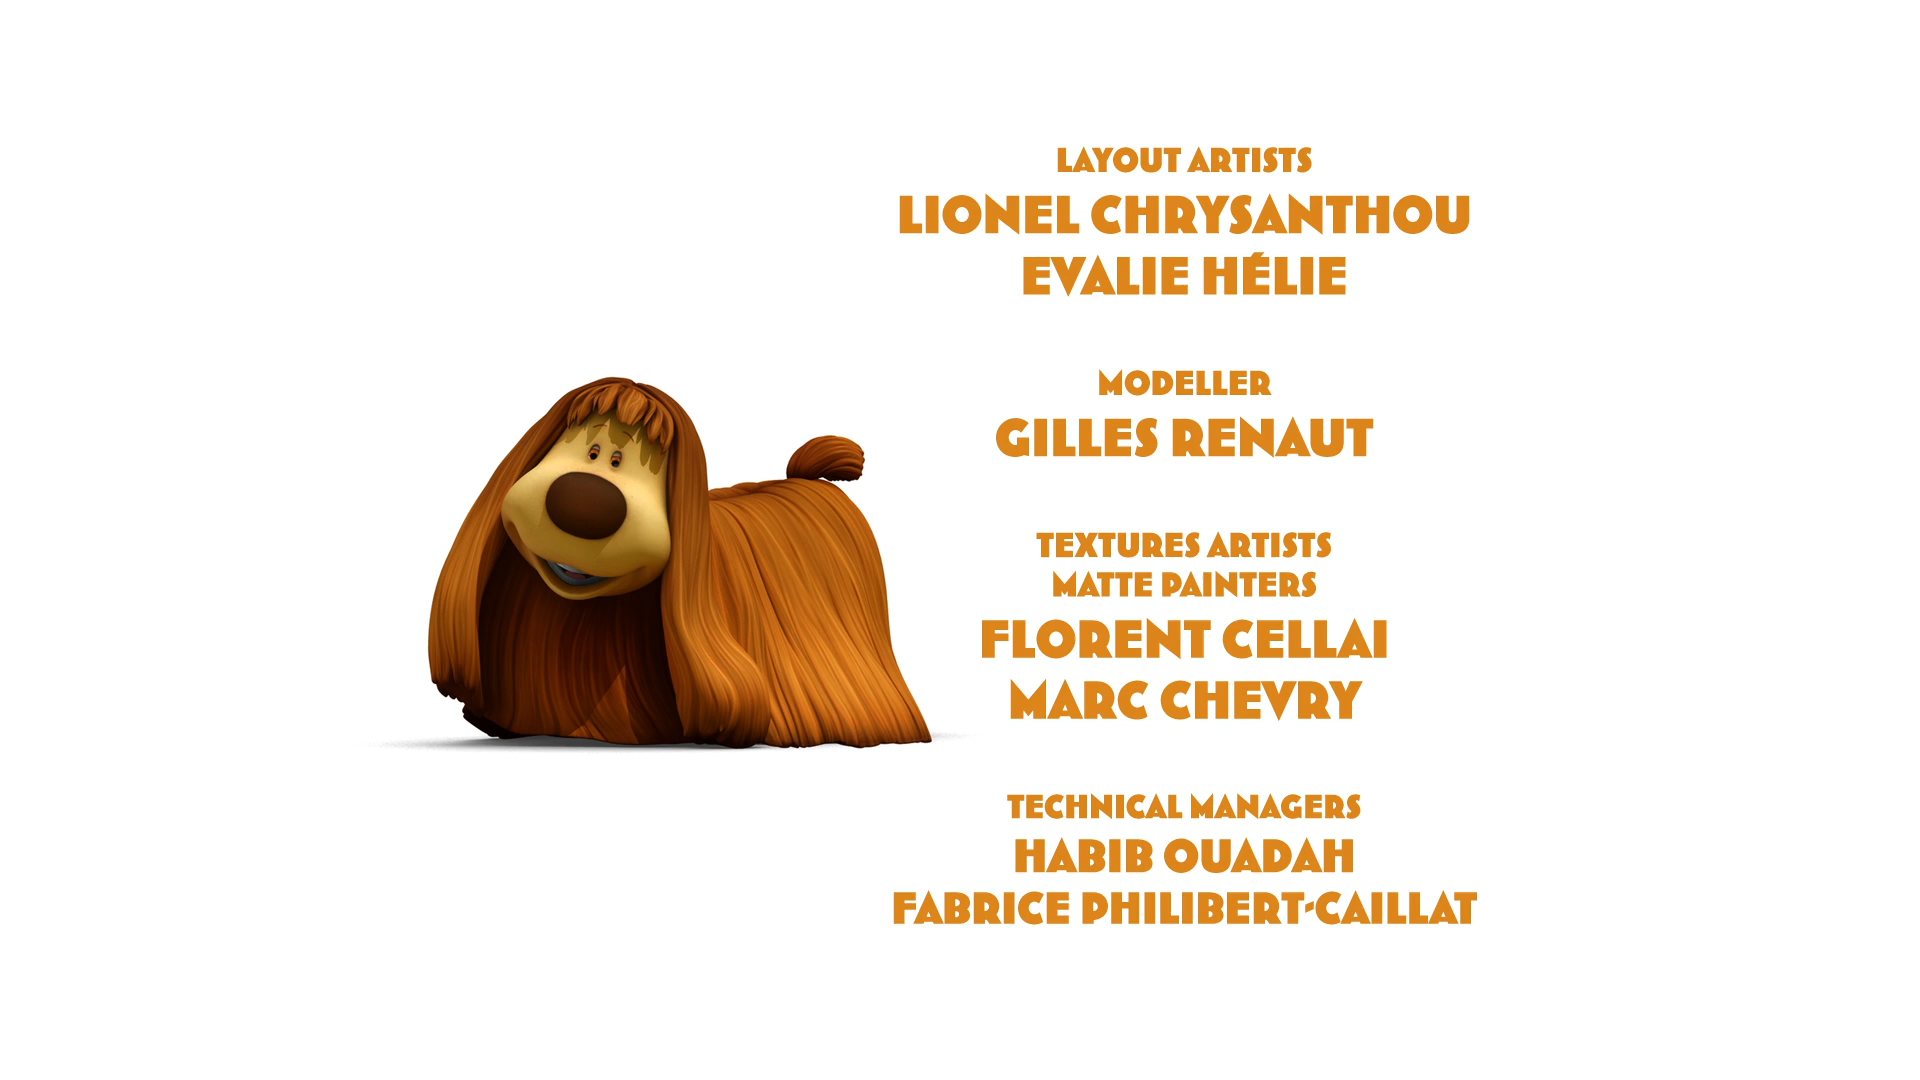 LAYOUT ARTISTS
LIONEL CHRYSANTHOU
EVALIE HÉLIE
MODELLER
GILLES RENAUT
TEXTURES ARTISTS
MATTE PAINTERS
FLORENT CELLAI
MARC CHEVRY
TECHNICAL MANAGERS
HABIB OUADAH
FABRICE PHILIBERT-CAILLAT